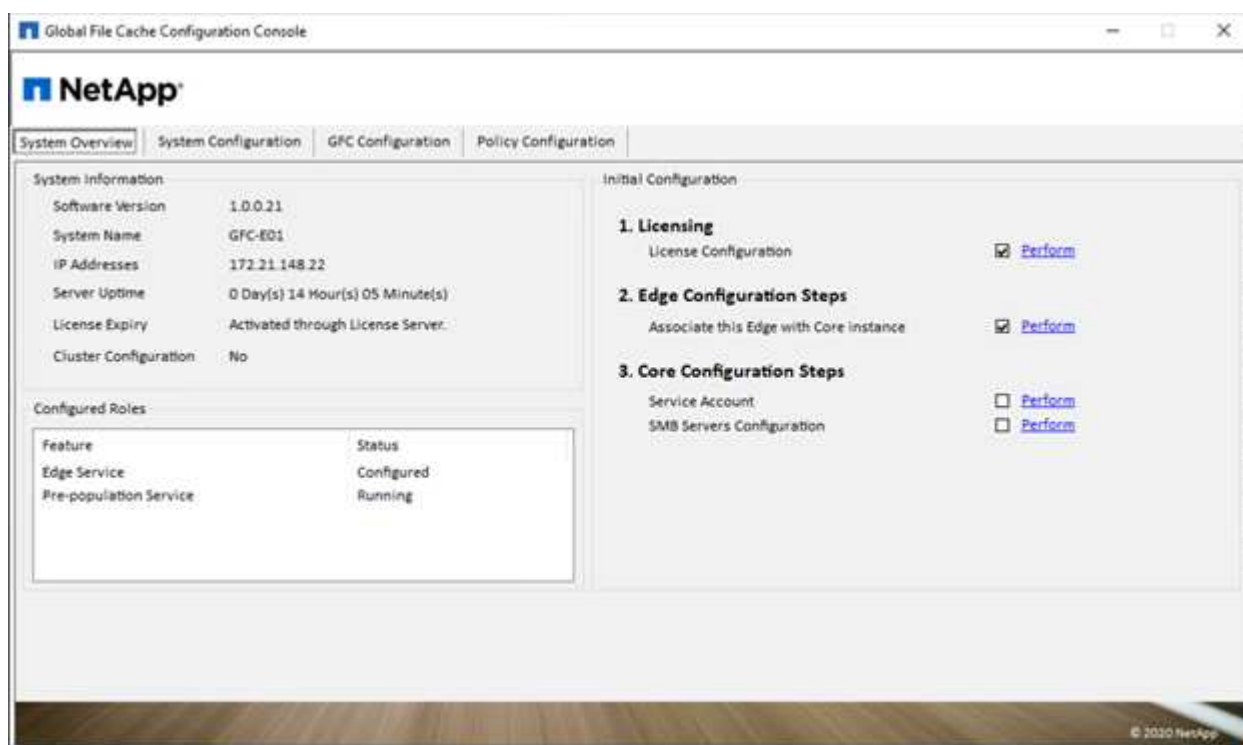 Global File Cache Configuration Console
NetApp
System Overview
System Configuration
GFC Configuration
Policy Configuration
System Information
Software Version 1.0.0.21
System Name GFC-E01
IP Addresses 172.21.148.22
Server Uptime 0 Day(s) 14 Hour(s) 05 Minute(s)
License Expiry Activated through License Server.
Cluster Configuration No
Configured Roles
Feature Status
Edge Service Configured
Pre-population Service Running
Initial Configuration
1. Licensing
License Configuration Perform
2. Edge Configuration Steps
Associate this Edge with Core instance Perform
3. Core Configuration Steps
Service Account Perform
SMB Servers Configuration Perform
© 2020 NetApp